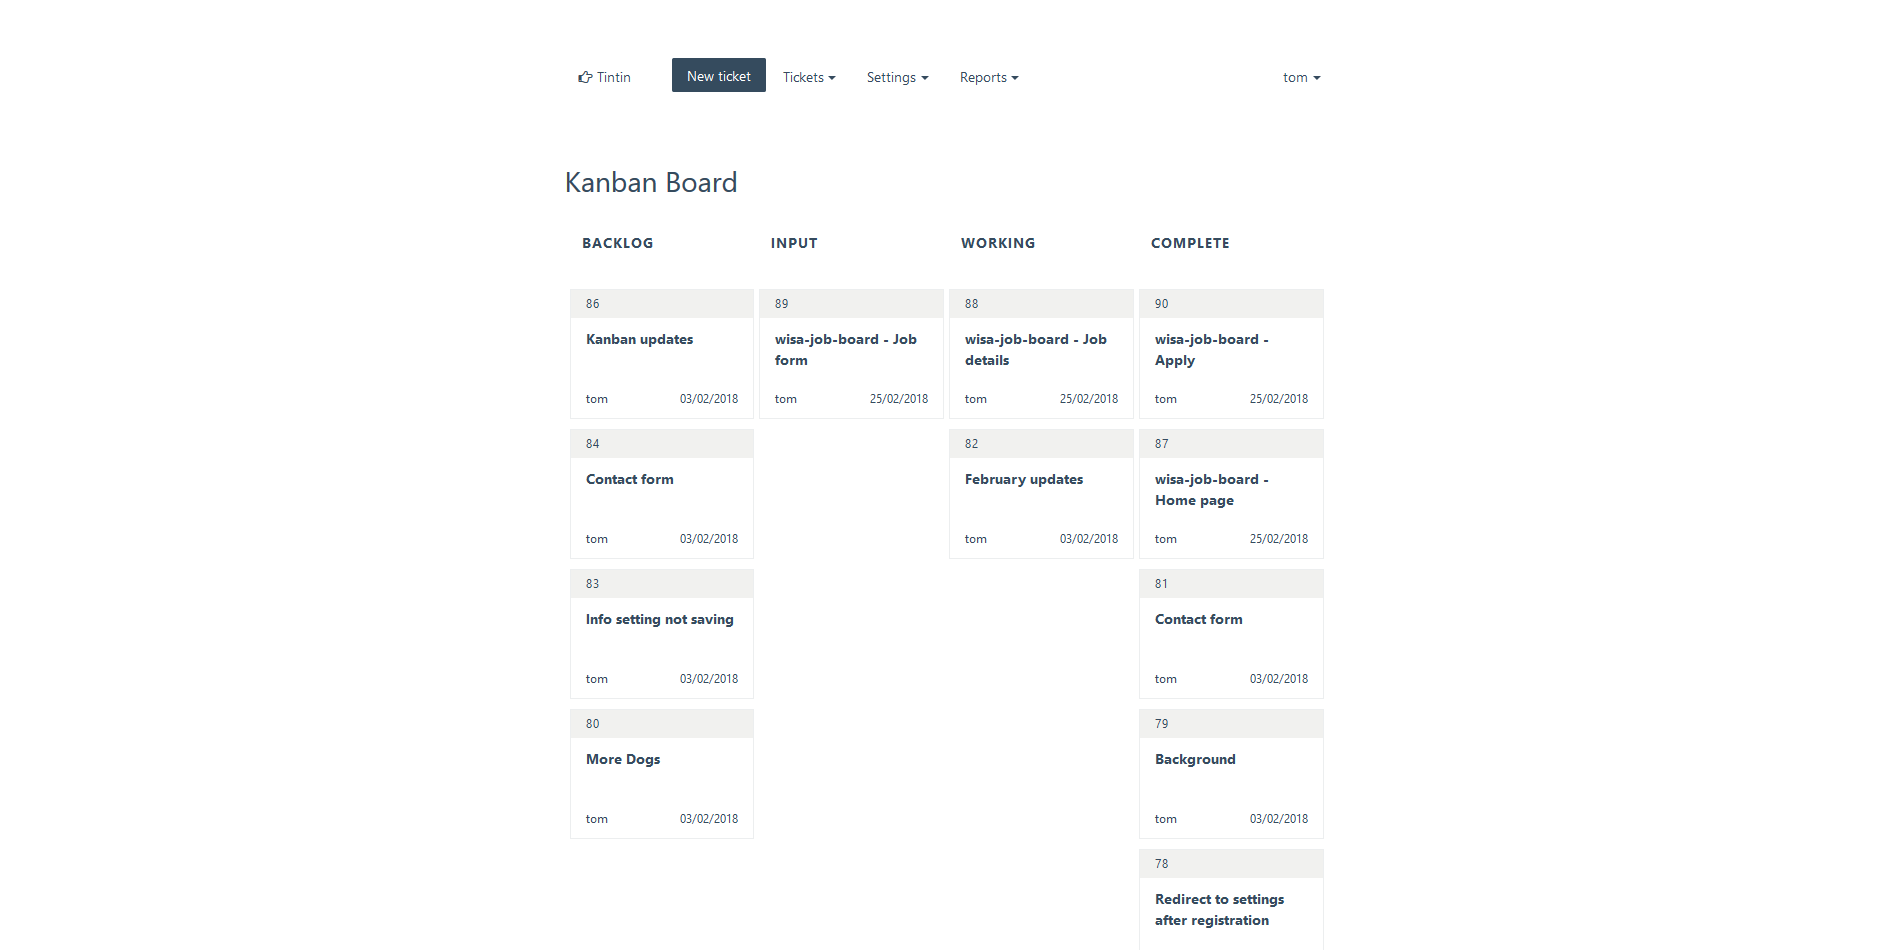 Tintin
New ticket
Tickets
Settings
Reports
tom
Kanban Board
BACKLOG
INPUT
WORKING
COMPLETE
86
Kanban updates
tom 03/02/2018
84
Contact form
tom 03/02/2018
83
Info setting not saving
tom 03/02/2018
80
More Dogs
tom 03/02/2018
89
wisa-job-board - Job
form
tom 25/02/2018
88
wisa-job-board - Job
details
tom 25/02/2018
82
February updates
tom 03/02/2018
90
wisa-job-board -
Apply
tom 25/02/2018
87
wisa-job-board -
Home page
tom 25/02/2018
81
Contact form
tom 03/02/2018
79
Background
tom 03/02/2018
78
Redirect to settings
after registration